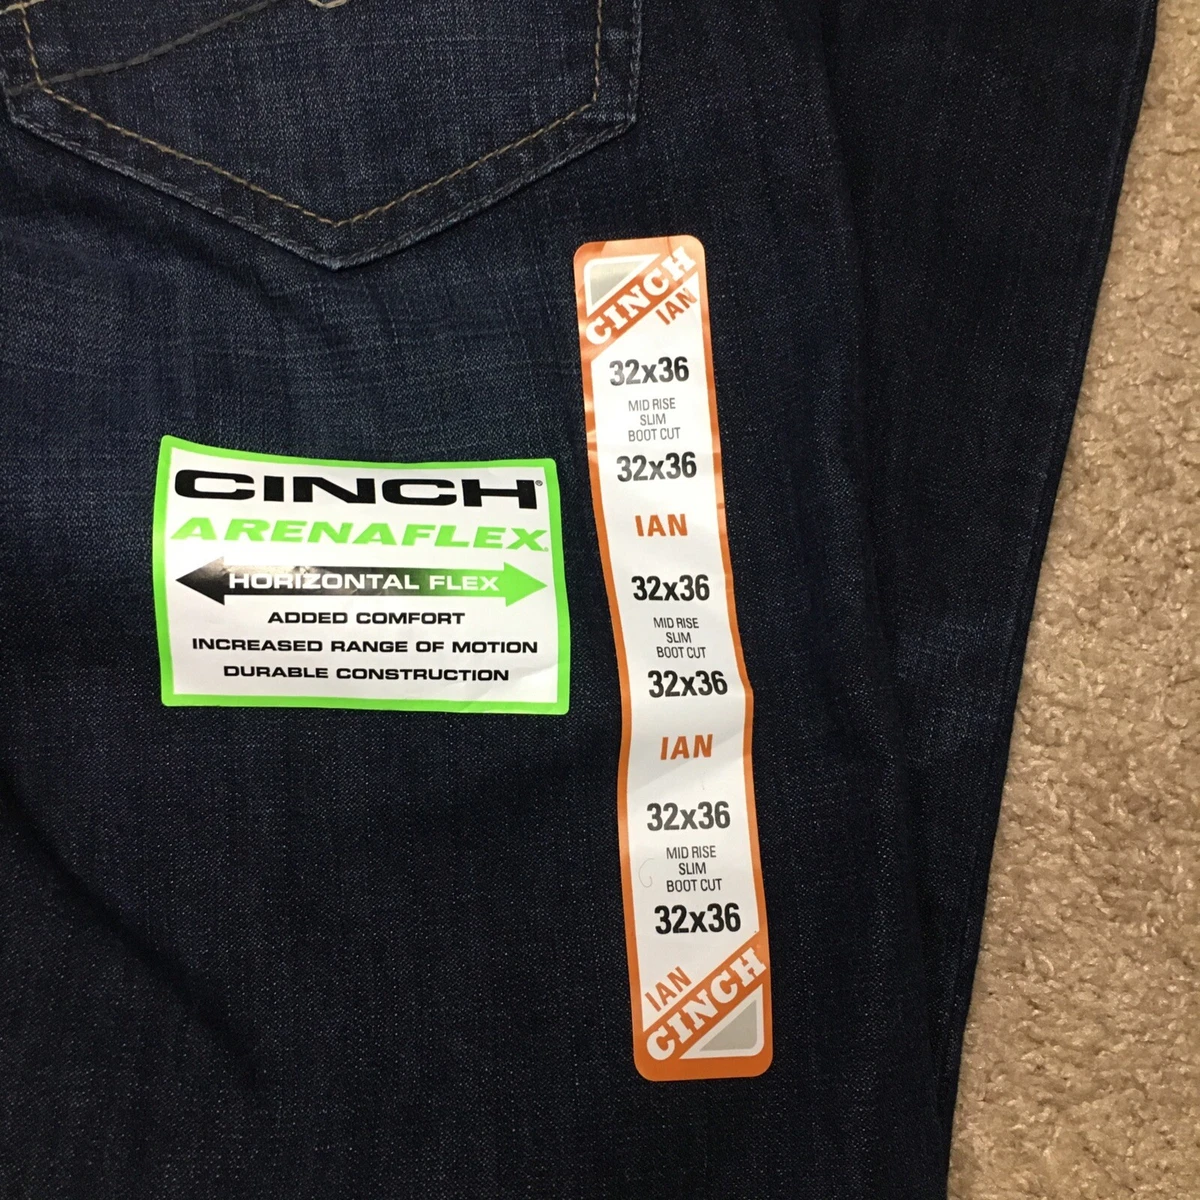 CINCH®
ARENAFLEX®
HORIZONTAL FLEX
ADDED COMFORT
INCREASED RANGE OF MOTION
DURABLE CONSTRUCTION
CINCH
IAN
32x36
MID RISE
SLIM
BOOT CUT
32x36
IAN
32x36
MID RISE
SLIM
BOOT CUT
32x36
IAN
32x36
MID RISE
SLIM
BOOT CUT
32x36
IAN
CINCH